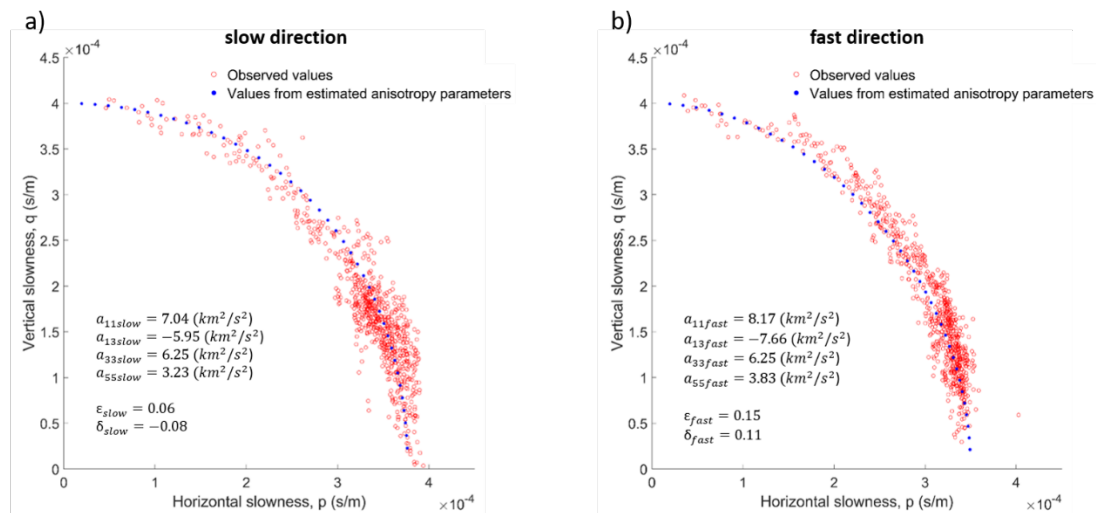 a)
slow direction
×10⁻⁴
4.5
4
3.5
3
2.5
2
1.5
1
0.5
0
Vertical slowness, q (s/m)
Observed values
Values from estimated anisotropy parameters
a₁₁slow = 7.04 (km²/s²)
a₁₃slow = −5.95 (km²/s²)
a₃₃slow = 6.25 (km²/s²)
a₅₅slow = 3.23 (km²/s²)
εslow = 0.06
δslow = −0.08
0 1 2 3 4
Horizontal slowness, p (s/m)
×10⁻⁴
b)
fast direction
×10⁻⁴
4.5
4
3.5
3
2.5
2
1.5
1
0.5
0
Vertical slowness, q (s/m)
Observed values
Values from estimated anisotropy parameters
a₁₁fast = 8.17 (km²/s²)
a₁₃fast = −7.66 (km²/s²)
a₃₃fast = 6.25 (km²/s²)
a₅₅fast = 3.83 (km²/s²)
εfast = 0.15
δfast = 0.11
0 1 2 3 4
Horizontal slowness, p (s/m)
×10⁻⁴